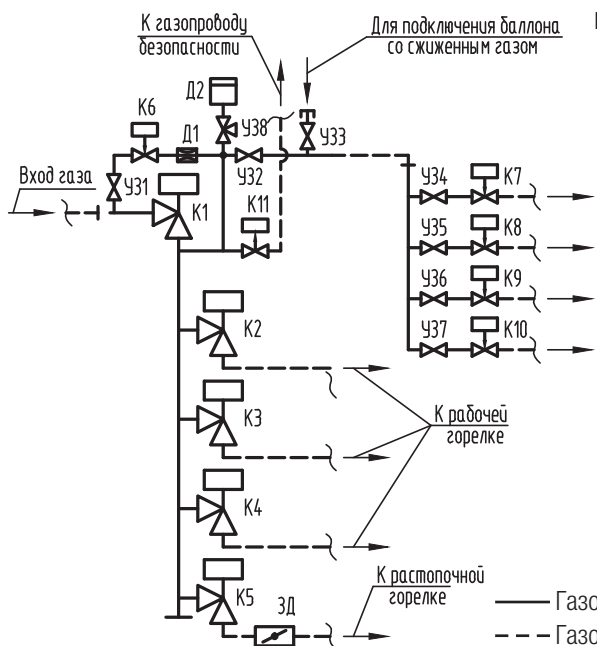 К газопроводу
безопасности
Для подключения баллона
со сжиженным газом
Д2
К6
Д1
У38
У33
У31
У32
Вход газа
К1
К11
У34
К7
У35
К8
У36
К9
У37
К10
К2
К3
К рабочей
горелке
К4
К5
К растопочной
горелке
ЗД
Газо
Газо